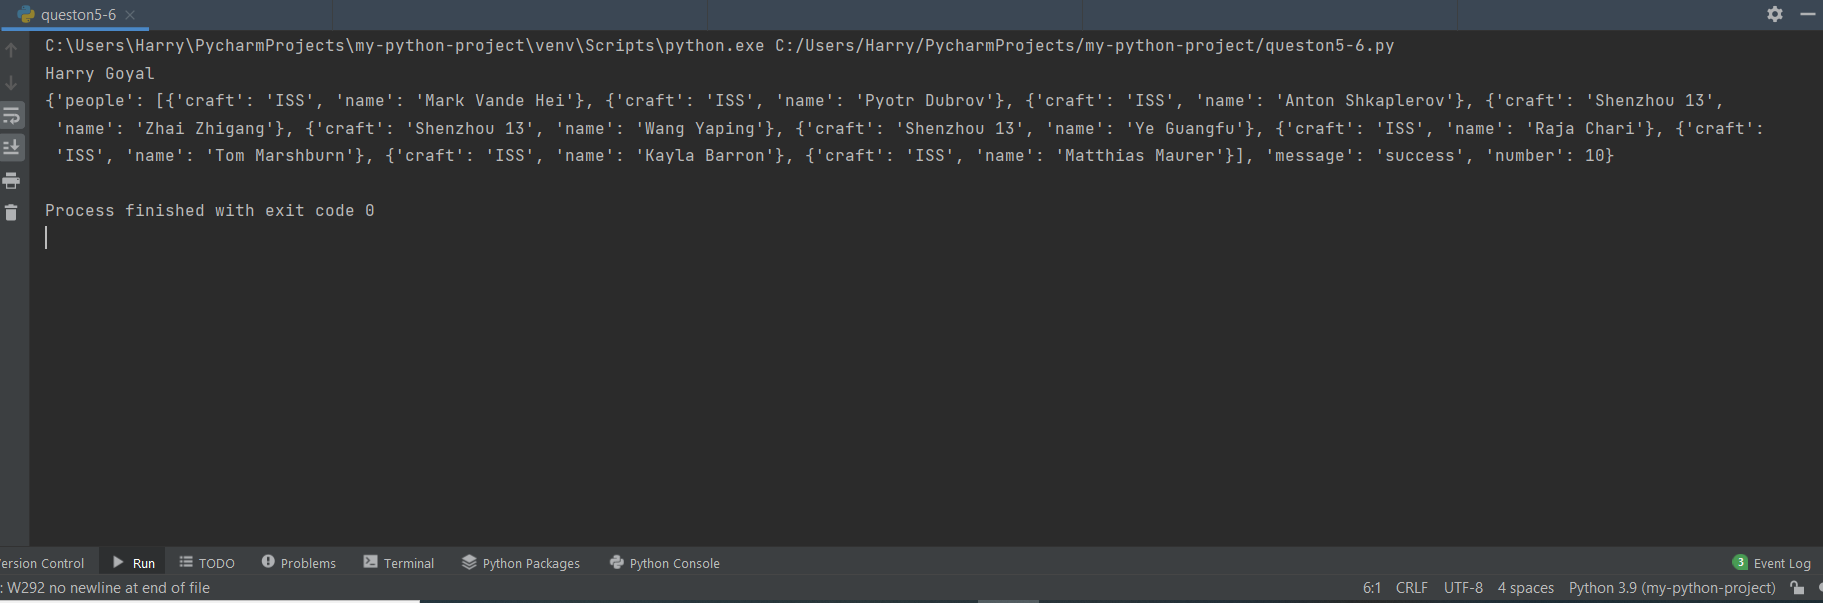 queston5-6
C:\Users\Harry\PycharmProjects\my-python-project\venv\Scripts\python.exe C:/Users/Harry/PycharmProjects/my-python-project/queston5-6.py
Harry Goyal
{'people': [{'craft': 'ISS', 'name': 'Mark Vande Hei'}, {'craft': 'ISS', 'name': 'Pyotr Dubrov'}, {'craft': 'ISS', 'name': 'Anton Shkaplerov'}, {'craft': 'Shenzhou 13',
'name': 'Zhai Zhigang'}, {'craft': 'Shenzhou 13', 'name': 'Wang Yaping'}, {'craft': 'Shenzhou 13', 'name': 'Ye Guangfu'}, {'craft': 'ISS', 'name': 'Raja Chari'}, {'craft':
'ISS', 'name': 'Tom Marshburn'}, {'craft': 'ISS', 'name': 'Kayla Barron'}, {'craft': 'ISS', 'name': 'Matthias Maurer'}], 'message': 'success', 'number': 10}
Process finished with exit code 0
ersion Control Run TODO Problems Terminal Python Packages Python Console 3 Event Log
: W292 no newline at end of file 6:1 CRLF UTF-8 4 spaces Python 3.9 (my-python-project)